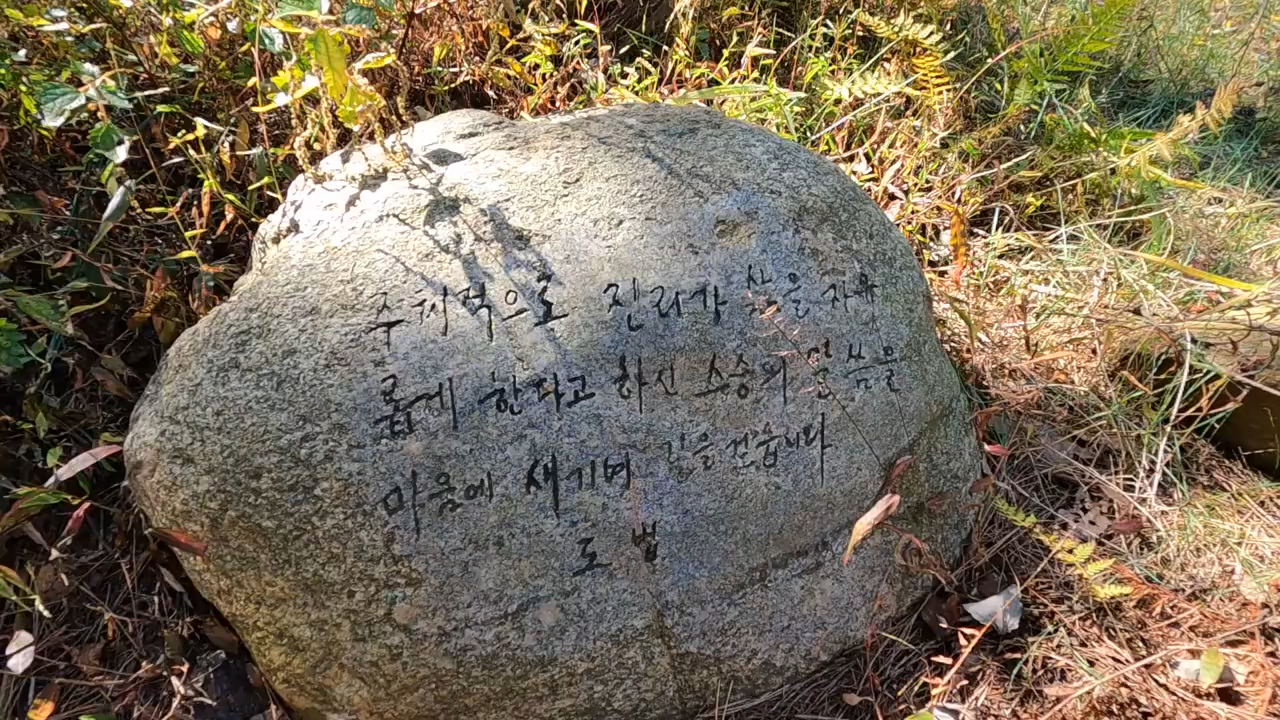 주체적으로 진리가 삶을 자유
롭게 한다고 하신 스승의 말씀을
마음에 새기며 길을 걷습니다
도법